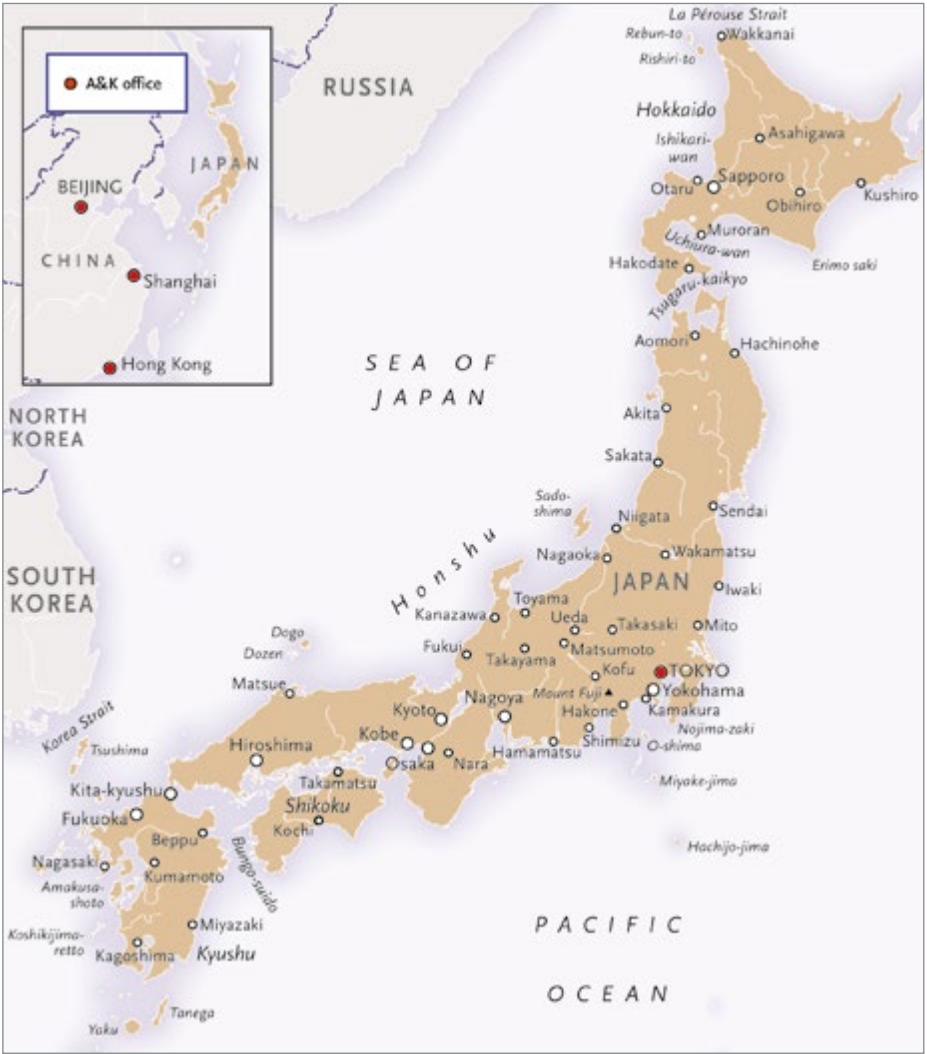 La Pérouse Strait
Rebun-to
Wakkanai
Rishiri-to
A&K office
RUSSIA
Hokkaido
Asahigawa
Ishikari-
wan
JAPAN
BEIJING
Sapporo
Otaru
Obihiro
Kushiro
Muroran
Uchiura-wan
CHINA
Hakodate
Erimo saki
Shanghai
Tsugaru-kaikyo
Aomori
Hachinohe
Hong Kong
SEA OF
JAPAN
NORTH
KOREA
Akita
Sakata
Sado-
shima
Sendai
Niigata
Nagaoka
Wakamatsu
Honshu
SOUTH
KOREA
JAPAN
Iwaki
Toyama
Kanazawa
Ueda
Takasaki
Mito
Dogo
Dozen
Fukui
Takayama
Matsumoto
Kofu
TOKYO
Matsue
Mount Fuji
Yokohama
Nagoya
Kyoto
Hakone
Kamakura
Korea Strait
Tsushima
Nojima-zaki
Hiroshima
Kobe
Osaka
Nara
Hamamatsu
Shimizu
O-shima
Takamatsu
Miyake-jima
Kita-kyushu
Shikoku
Fukuoka
Kochi
Beppu
Bungo-suido
Hachijo-jima
Nagasaki
Kumamoto
Amakusa-
shoto
Miyazaki
PACIFIC
OCEAN
Koshikijima-
retto
Kagoshima
Kyushu
Tanega
Yaku